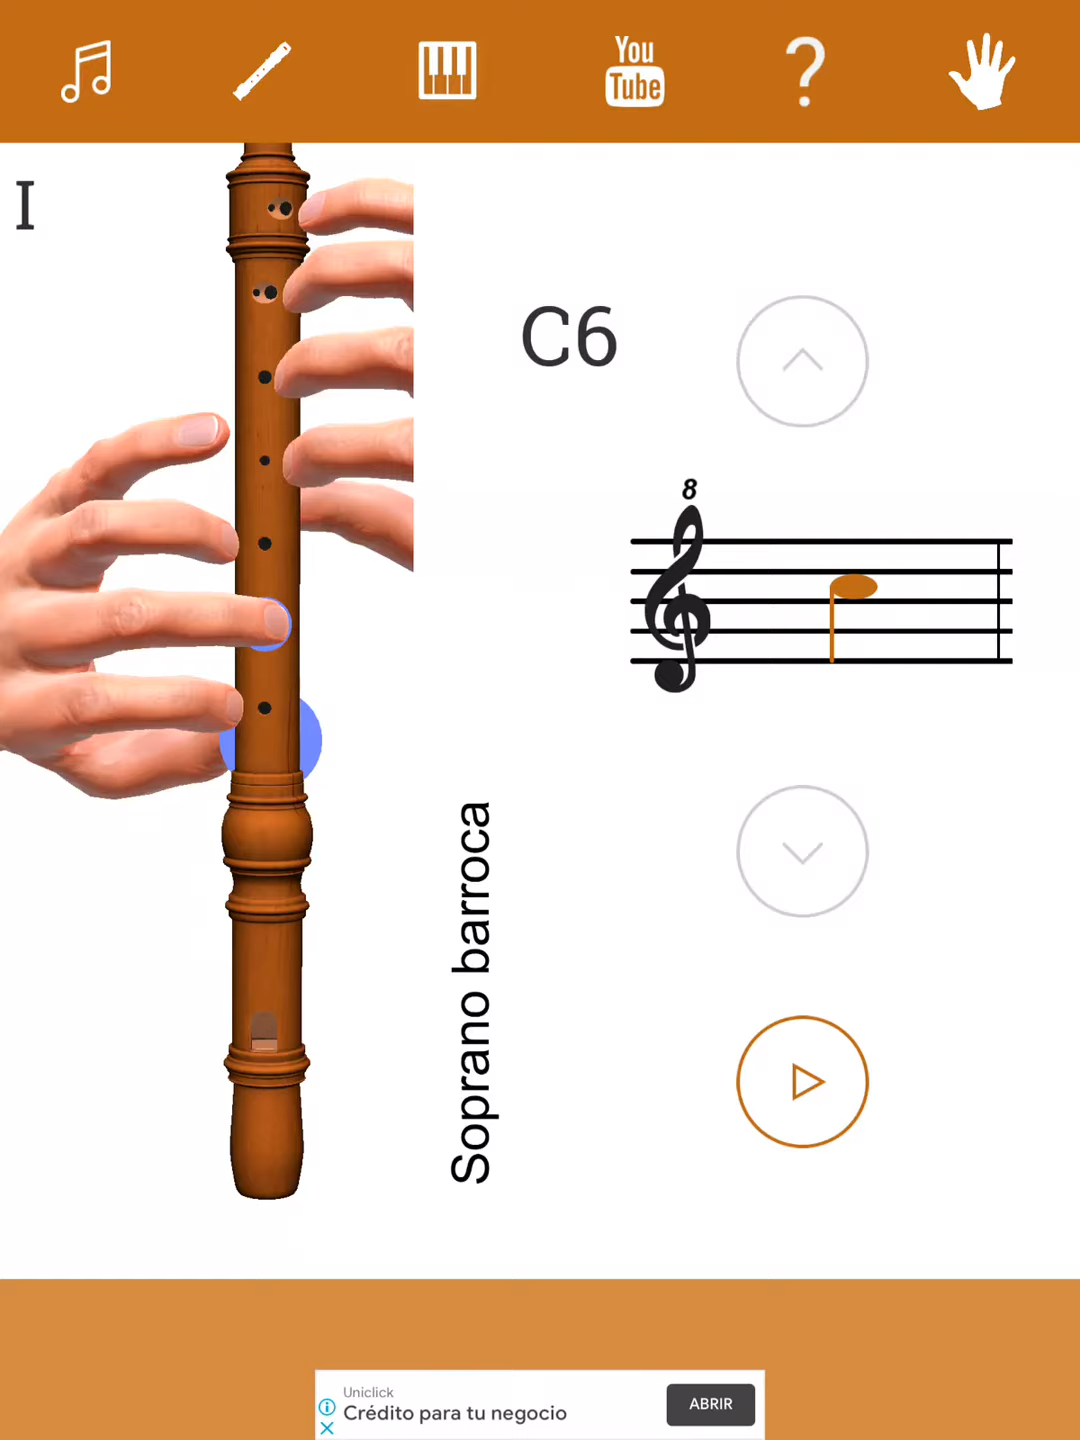 You
Tube
?
I
C6
8
Soprano barroca
Uniclick
Crédito para tu negocio
ABRIR